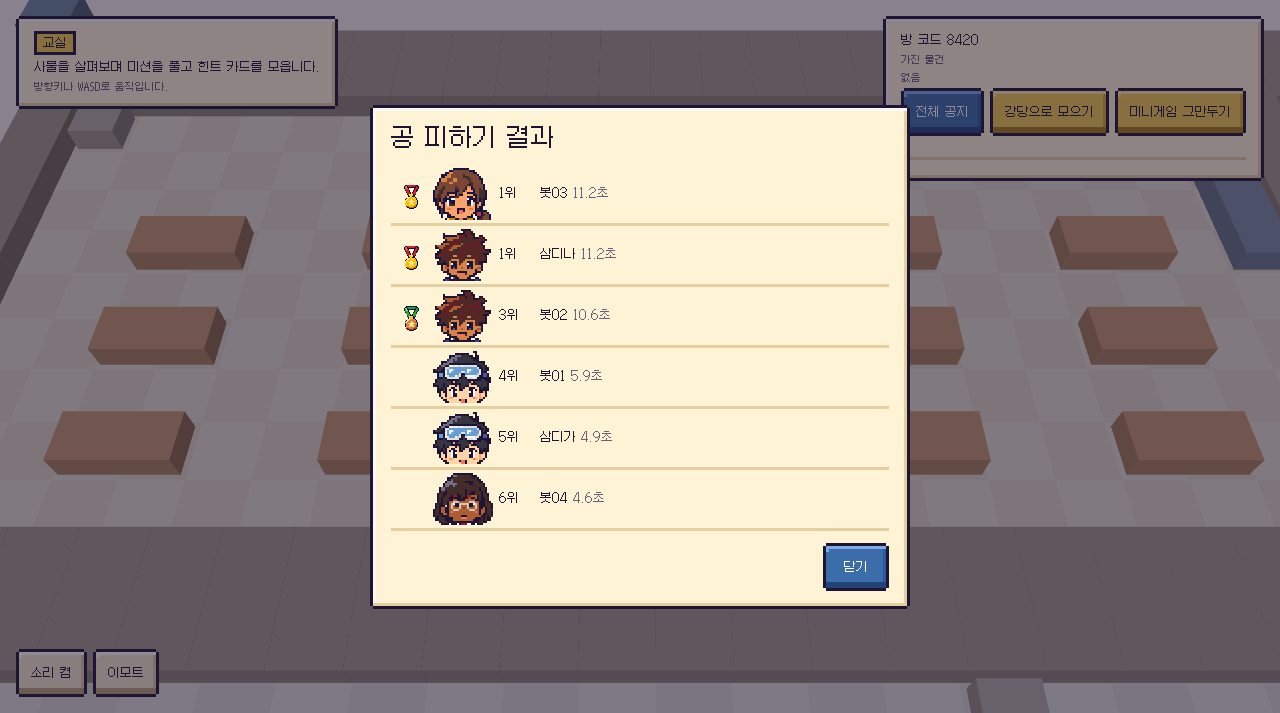 교실
사물을 살펴보며 미션을 풀고 힌트 카드를 모읍니다.
방향키나 WASD로 움직입니다.
방 코드 8420
가진 물건
없음
전체 공지
강당으로 모으기
미니게임 그만두기
공 피하기 결과
1위 봇03 11.2초
1위 삼디나 11.2초
3위 봇02 10.6초
4위 봇01 5.9초
5위 삼디가 4.9초
6위 봇04 4.6초
닫기
소리 켬
이모트